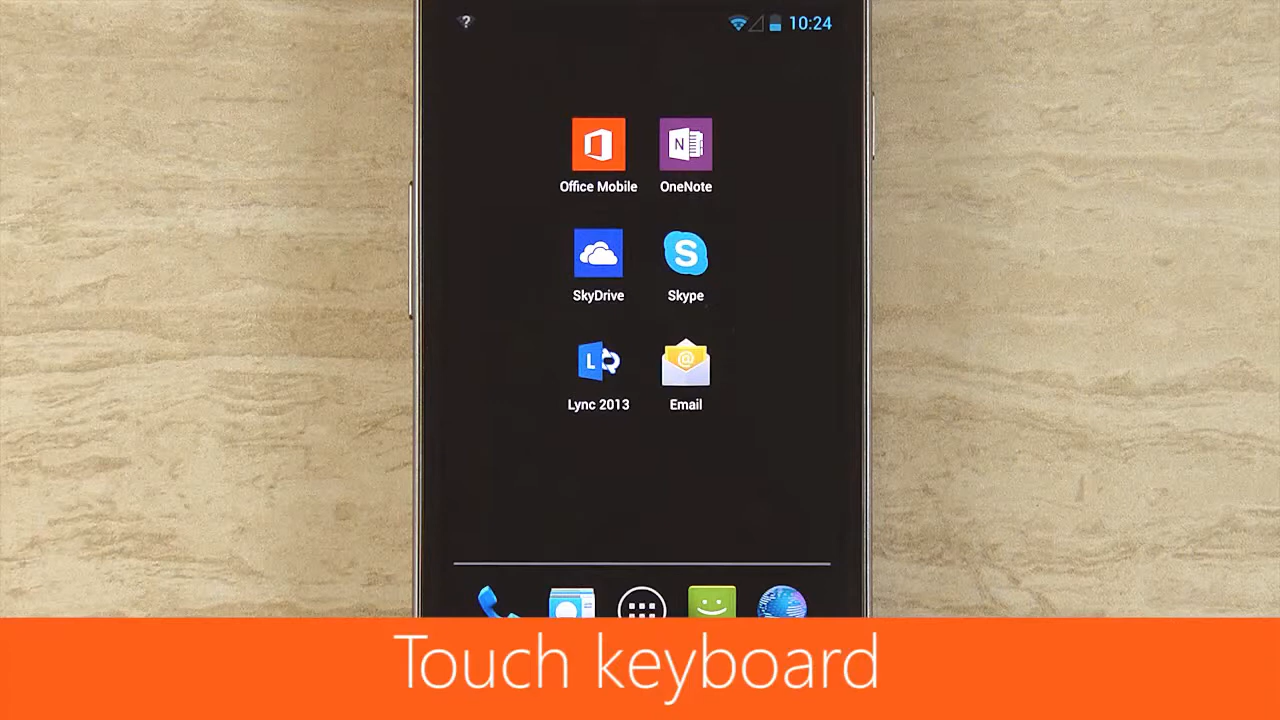 ?
10:24
Office Mobile
N
OneNote
SkyDrive
S
Skype
L
Lync 2013
@
Email
Touch keyboard